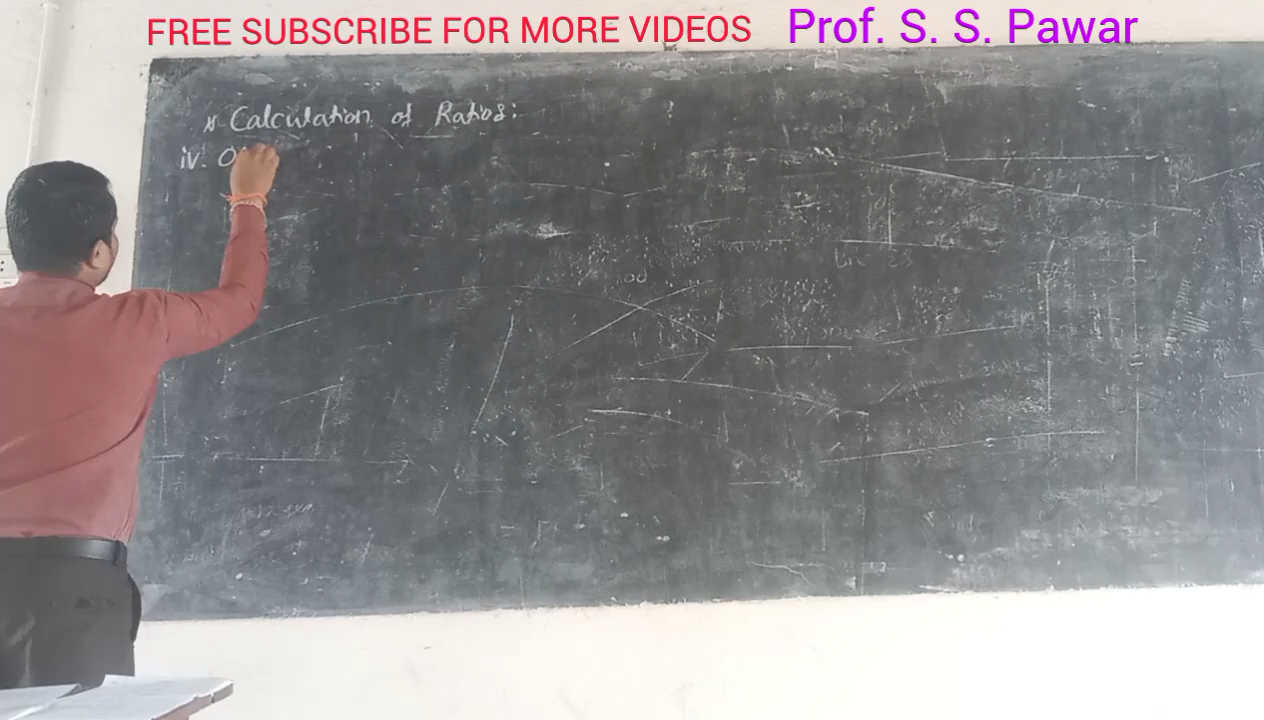 FREE SUBSCRIBE FOR MORE VIDEOS Prof. S. S. Pawar
Calculation of Ratios:
iv. O